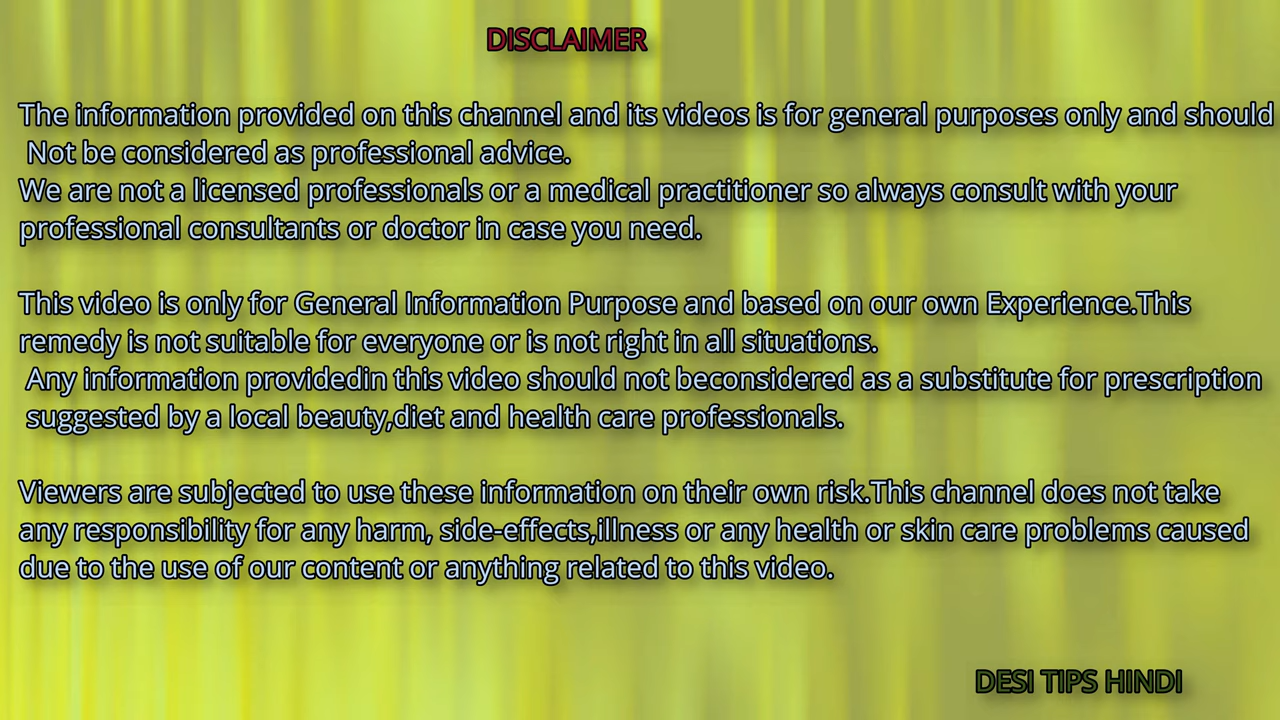 DISCLAIMER
The information provided on this channel and its videos is for general purposes only and should
Not be considered as professional advice.
We are not a licensed professionals or a medical practitioner so always consult with your
professional consultants or doctor in case you need.
This video is only for General Information Purpose and based on our own Experience.This
remedy is not suitable for everyone or is not right in all situations.
Any information providedin this video should not beconsidered as a substitute for prescription
suggested by a local beauty,diet and health care professionals.
Viewers are subjected to use these information on their own risk.This channel does not take
any responsibility for any harm, side-effects,illness or any health or skin care problems caused
due to the use of our content or anything related to this video.
DESI TIPS HINDI